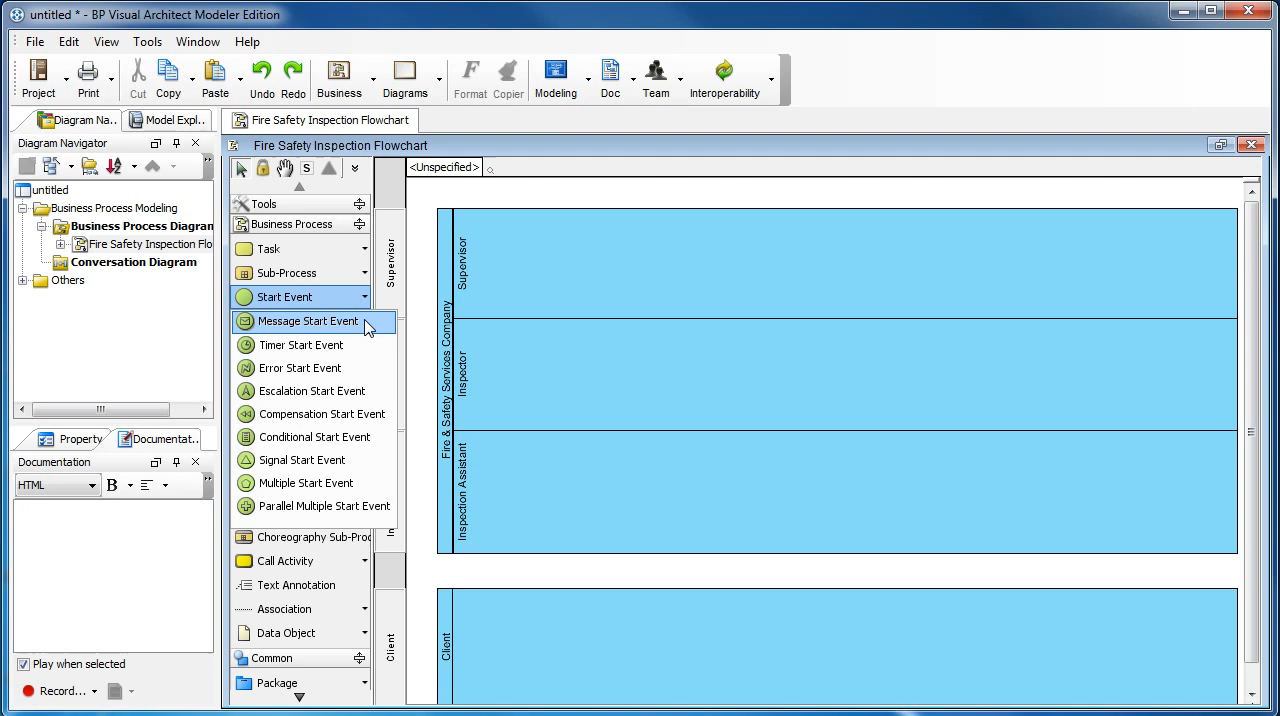 untitled * - BP Visual Architect Modeler Edition
File Edit View Tools Window Help
Project Print Cut Copy Paste Undo Redo Business Diagrams Format Copier Modeling Doc Team Interoperability
Diagram Na.. Model Expl..
Fire Safety Inspection Flowchart
Diagram Navigator
Fire Safety Inspection Flowchart
S
<Unspecified>
untitled
Business Process Modeling
Business Process Diagran
Fire Safety Inspection Flo
Conversation Diagram
Others
Property Documentat..
Documentation
HTML B
Play when selected
Record...
Tools
Business Process
Task
Sub-Process
Start Event
Message Start Event
Timer Start Event
Error Start Event
Escalation Start Event
Compensation Start Event
Conditional Start Event
Signal Start Event
Multiple Start Event
Parallel Multiple Start Event
Choreography Sub-Proc
Call Activity
Text Annotation
Association
Data Object
Common
Package
Supervisor
In
Client
Fire & Safety Services Company
Supervisor
Inspector
Inspection Assistant
Client